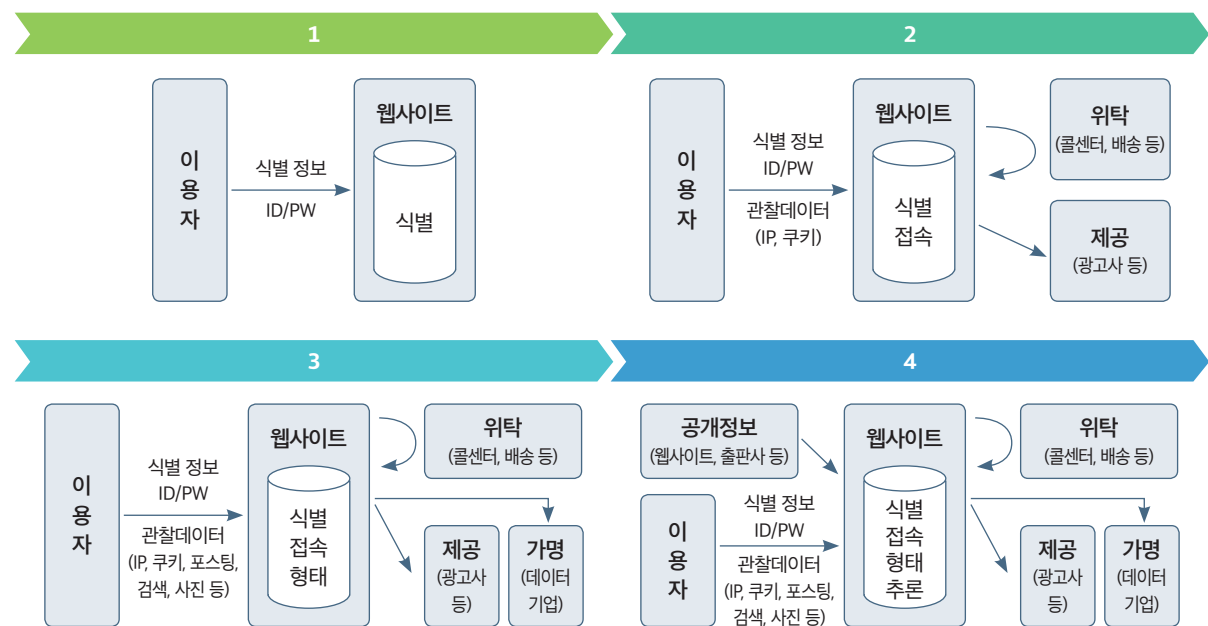 1
이
용
자
식별 정보
ID/PW
웹사이트
식별
2
이
용
자
식별 정보
ID/PW
관찰데이터
(IP, 쿠키)
웹사이트
식별
접속
위탁
(콜센터, 배송 등)
제공
(광고사 등)
3
이
용
자
식별 정보
ID/PW
관찰데이터
(IP, 쿠키, 포스팅,
검색, 사진 등)
웹사이트
식별
접속
형태
위탁
(콜센터, 배송 등)
제공
(광고사
등)
가명
(데이터
기업)
4
공개정보
(웹사이트, 출판사 등)
이
용
자
식별 정보
ID/PW
관찰데이터
(IP, 쿠키, 포스팅,
검색, 사진 등)
웹사이트
식별
접속
형태
추론
위탁
(콜센터, 배송 등)
제공
(광고사
등)
가명
(데이터
기업)